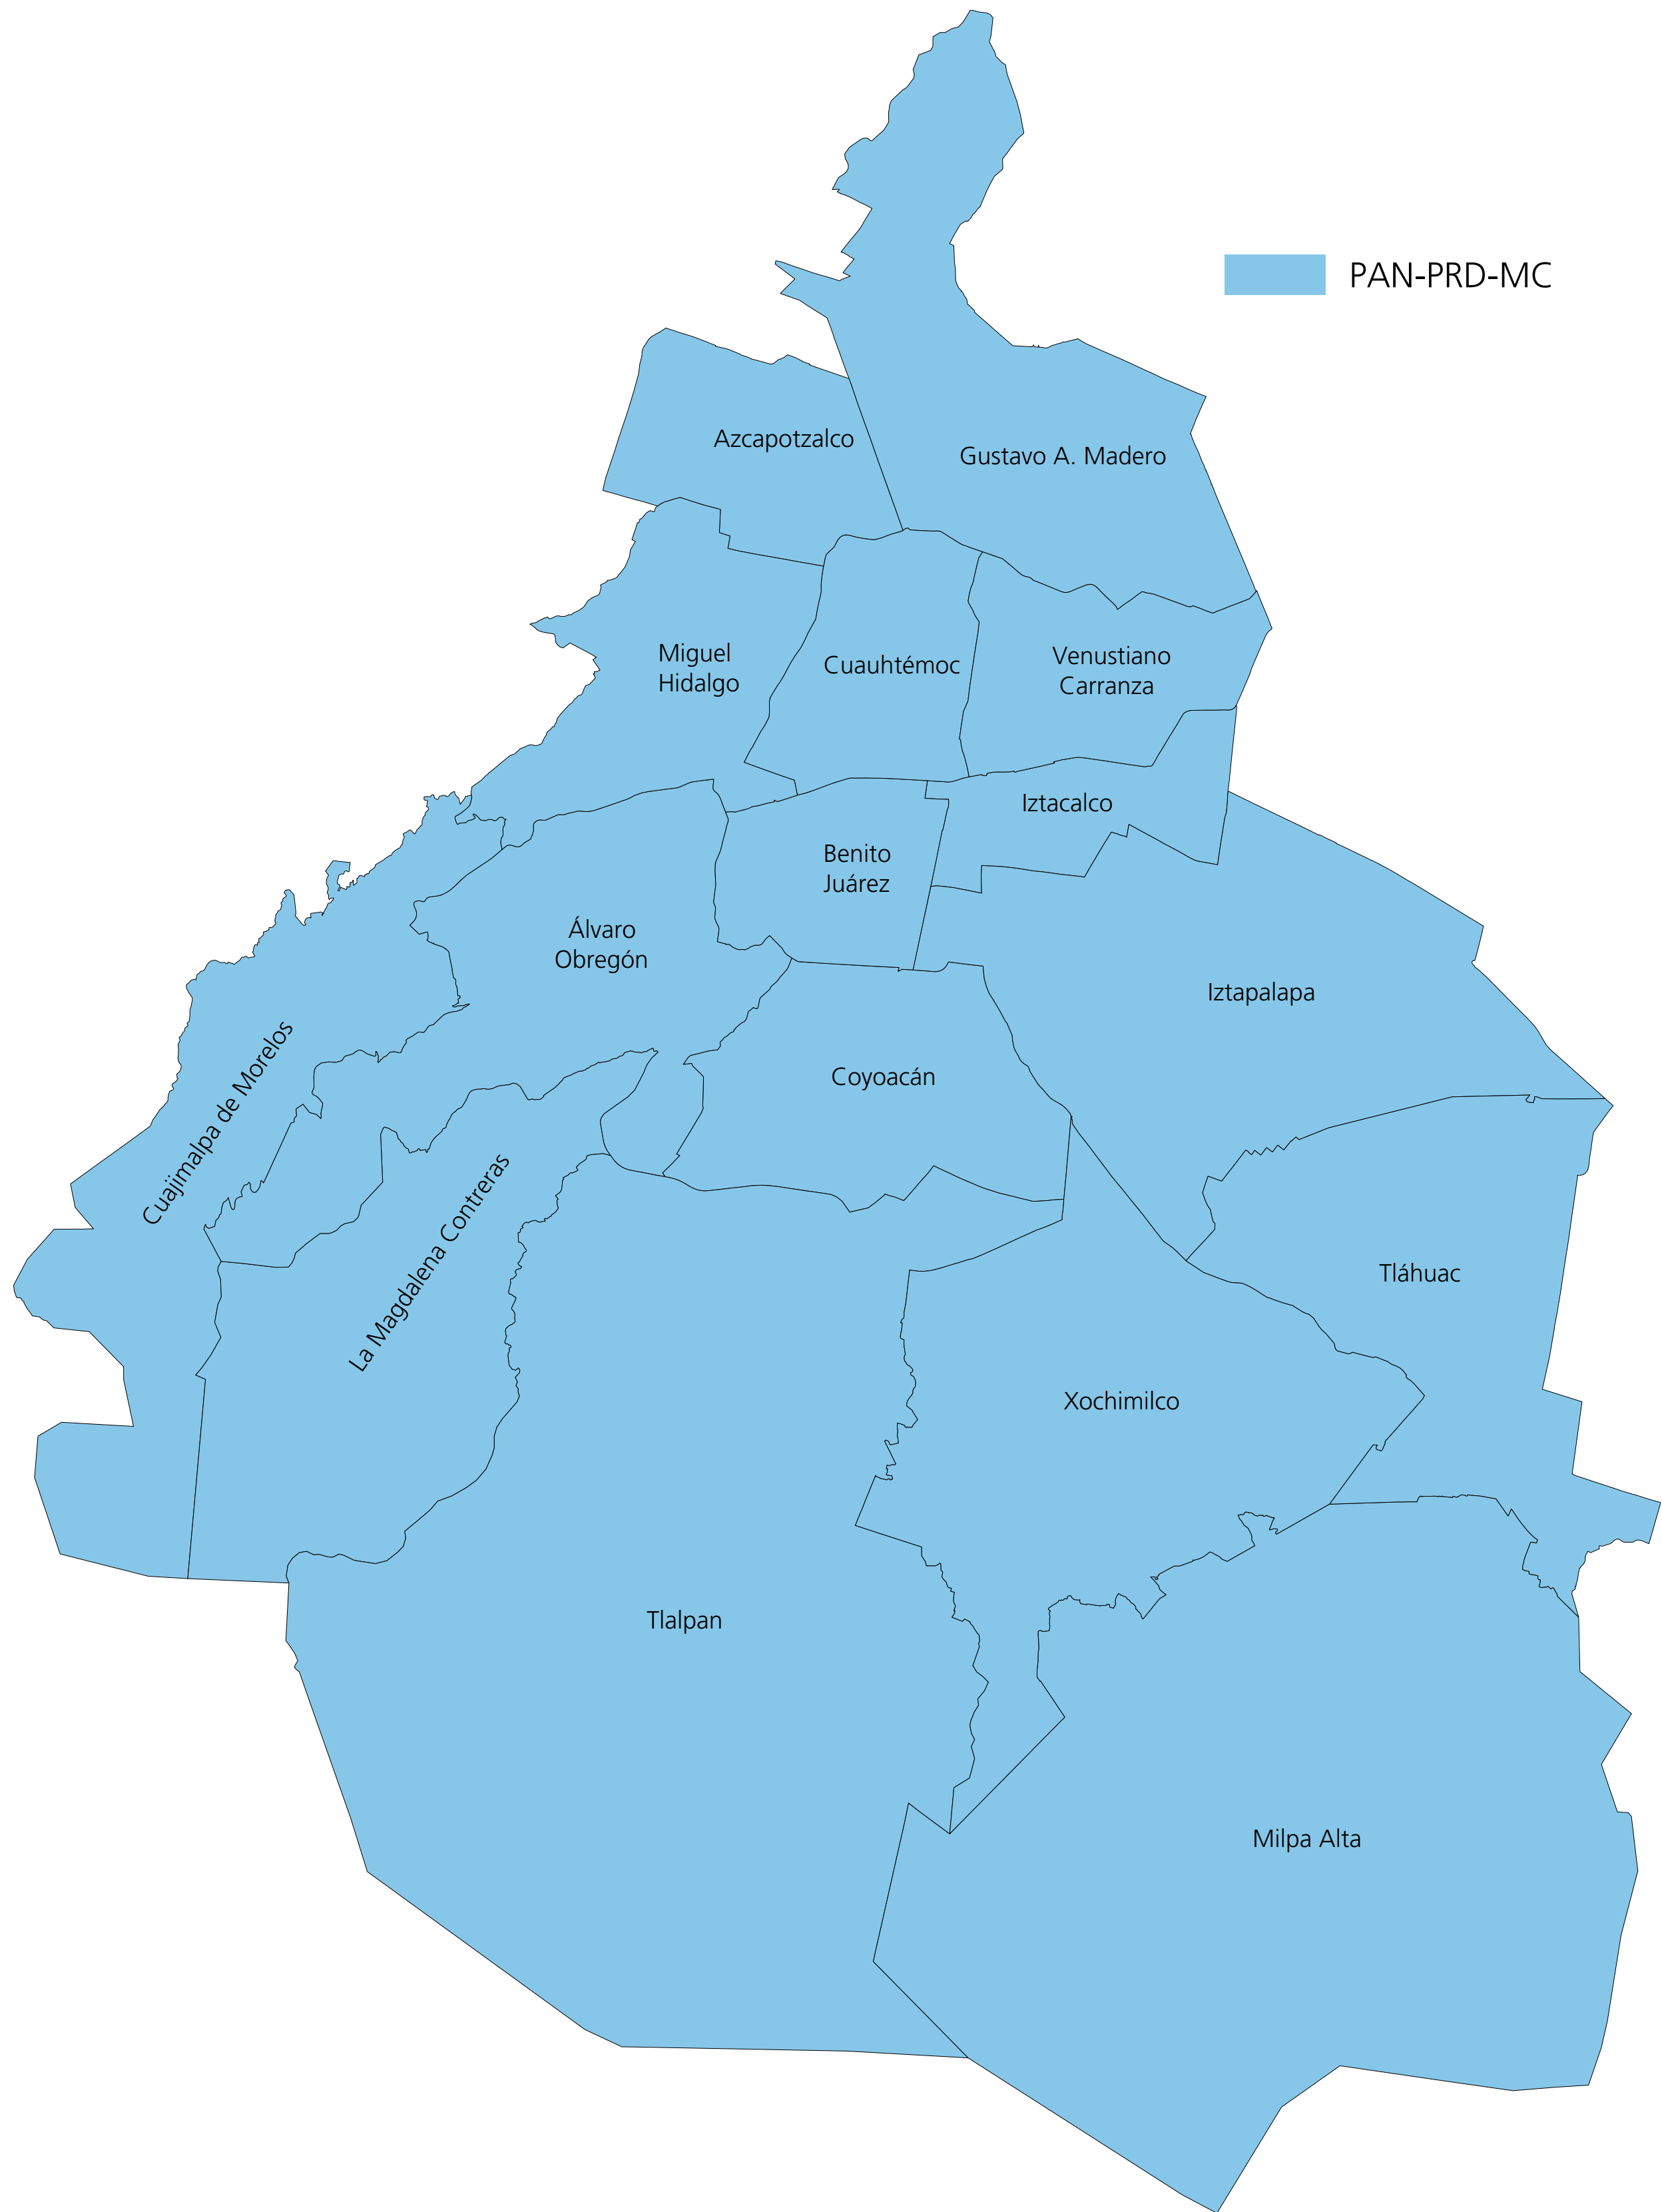 PAN-PRD-MC
Azcapotzalco
Gustavo A. Madero
Miguel
Hidalgo
Cuauhtémoc
Venustiano
Carranza
Iztacalco
Benito
Juárez
Álvaro
Obregón
Iztapalapa
Cuajimalpa de Morelos
Coyoacán
La Magdalena Contreras
Tláhuac
Xochimilco
Tlalpan
Milpa Alta